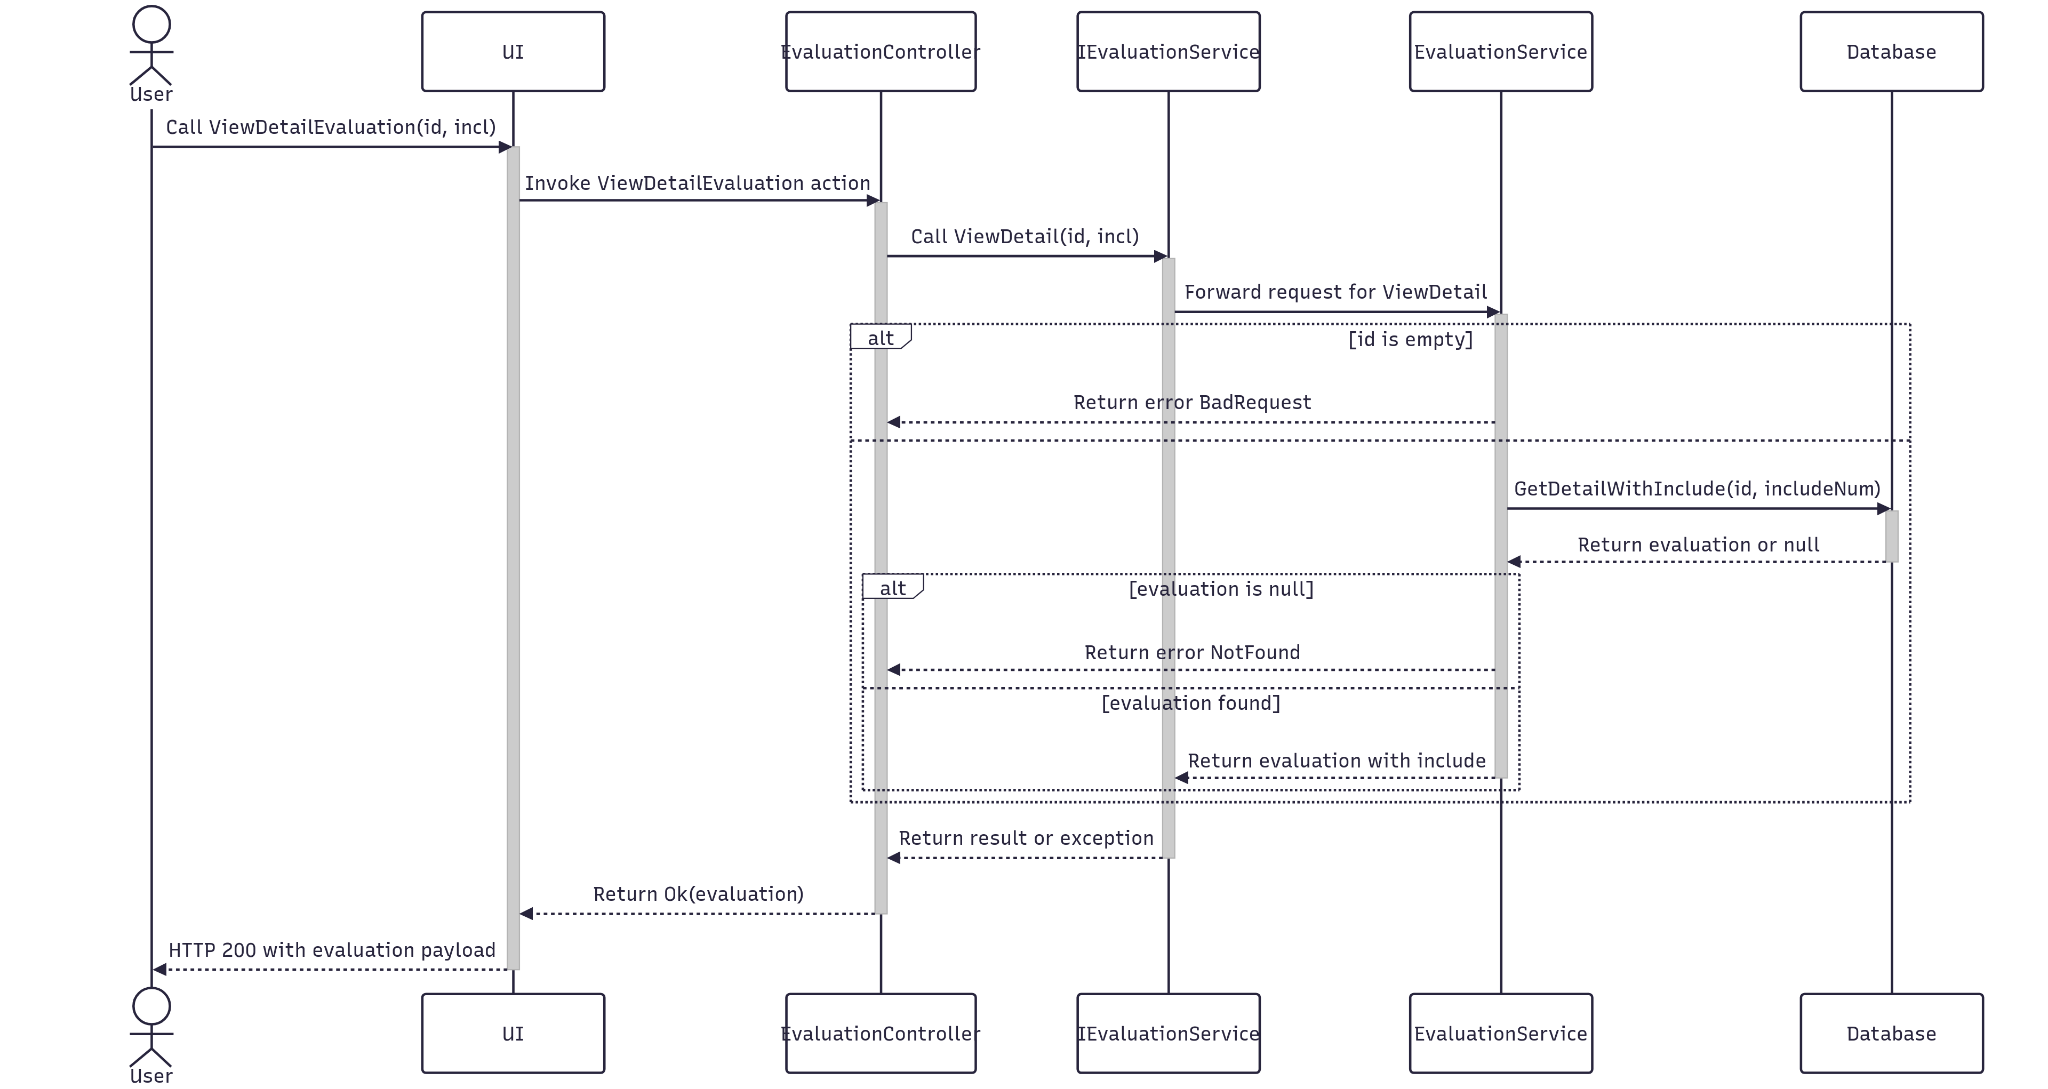 User
UI
EvaluationController
IEvaluationService
EvaluationService
Database
Call ViewDetailEvaluation(id, incl)
Invoke ViewDetailEvaluation action
Call ViewDetail(id, incl)
Forward request for ViewDetail
alt
[id is empty]
Return error BadRequest
GetDetailWithInclude(id, includeNum)
Return evaluation or null
alt
[evaluation is null]
Return error NotFound
[evaluation found]
Return evaluation with include
Return result or exception
Return Ok(evaluation)
HTTP 200 with evaluation payload
User
UI
EvaluationController
IEvaluationService
EvaluationService
Database